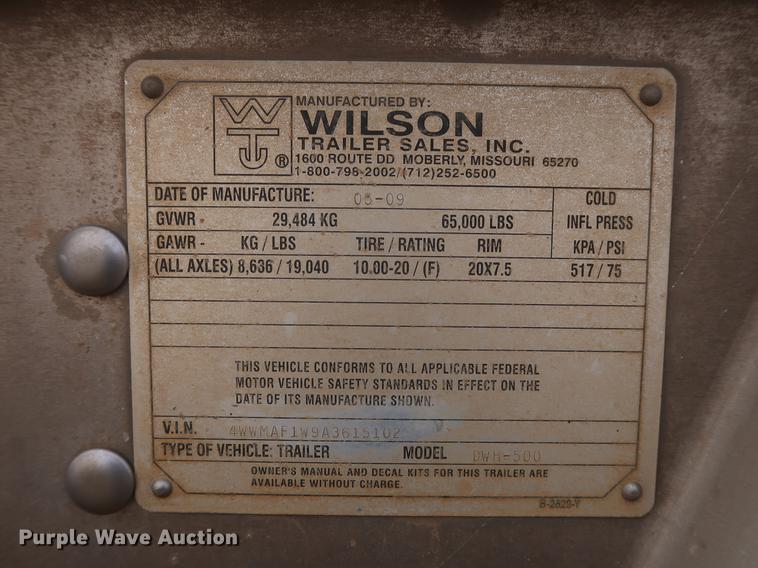 MANUFACTURED BY:
WT ®
WILSON
TRAILER SALES, INC.
1600 ROUTE DD MOBERLY, MISSOURI 65270
1-800-798-2002/(712)252-6500
DATE OF MANUFACTURE: 05-09 COLD
GVWR - 29,484 KG 65,000 LBS INFL PRESS
GAWR - KG / LBS TIRE / RATING RIM KPA / PSI
(ALL AXLES) 8,636 / 19,040 10.00-20 / (F) 20X7.5 517 / 75
THIS VEHICLE CONFORMS TO ALL APPLICABLE FEDERAL
MOTOR VEHICLE SAFETY STANDARDS IN EFFECT ON THE
DATE OF ITS MANUFACTURE SHOWN.
V.I.N. 4WWMAF1W9A3615102
TYPE OF VEHICLE: TRAILER MODEL DWH-500
OWNER'S MANUAL AND DECAL KITS FOR THIS TRAILER ARE
AVAILABLE WITHOUT CHARGE.
B-2829-Y
Purple Wave Auction